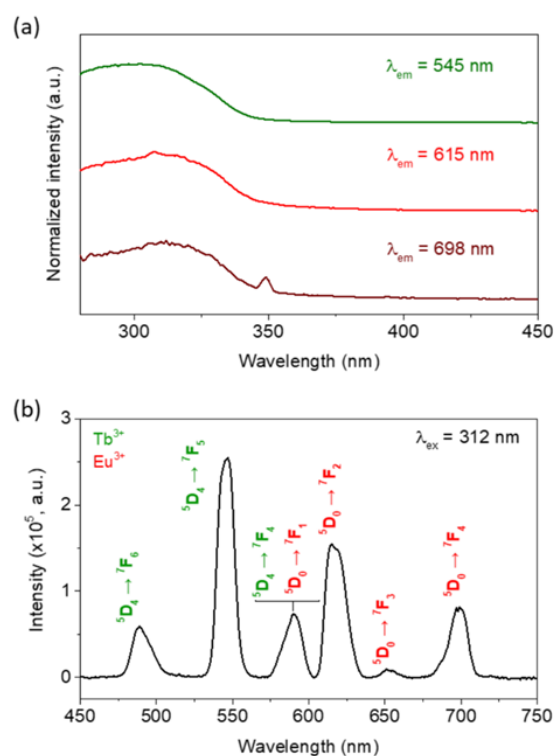 (a)
Normalized intensity (a.u.)
λem = 545 nm
λem = 615 nm
λem = 698 nm
300 350 400 450
Wavelength (nm)
(b)
Intensity (x10⁵, a.u.)
3
2
1
0
Tb³⁺
Eu³⁺
λex = 312 nm
⁵D₄→⁷F₆
⁵D₄→⁷F₅
⁵D₄→⁷F₄
⁵D₀→⁷F₁
⁵D₀→⁷F₂
⁵D₀→⁷F₃
⁵D₀→⁷F₄
450 500 550 600 650 700 750
Wavelength (nm)